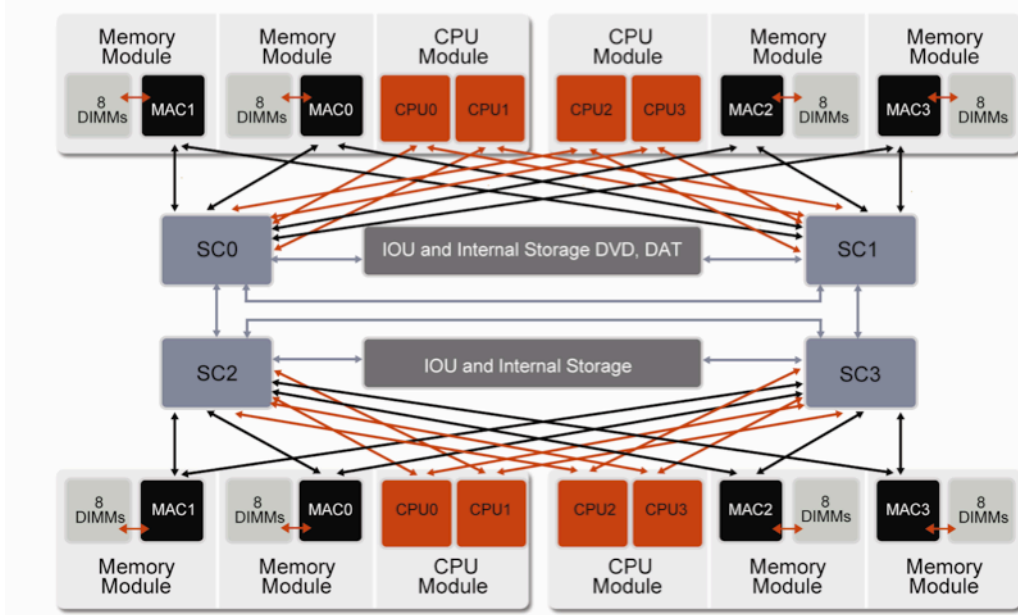 Memory Module
Memory Module
CPU Module
CPU Module
Memory Module
Memory Module
8 DIMMs
MAC1
8 DIMMs
MAC0
CPU0
CPU1
CPU2
CPU3
MAC2
8 DIMMs
MAC3
8 DIMMs
SC0
IOU and Internal Storage DVD, DAT
SC1
SC2
IOU and Internal Storage
SC3
8 DIMMs
MAC1
8 DIMMs
MAC0
CPU0
CPU1
CPU2
CPU3
MAC2
8 DIMMs
MAC3
8 DIMMs
Memory Module
Memory Module
CPU Module
CPU Module
Memory Module
Memory Module